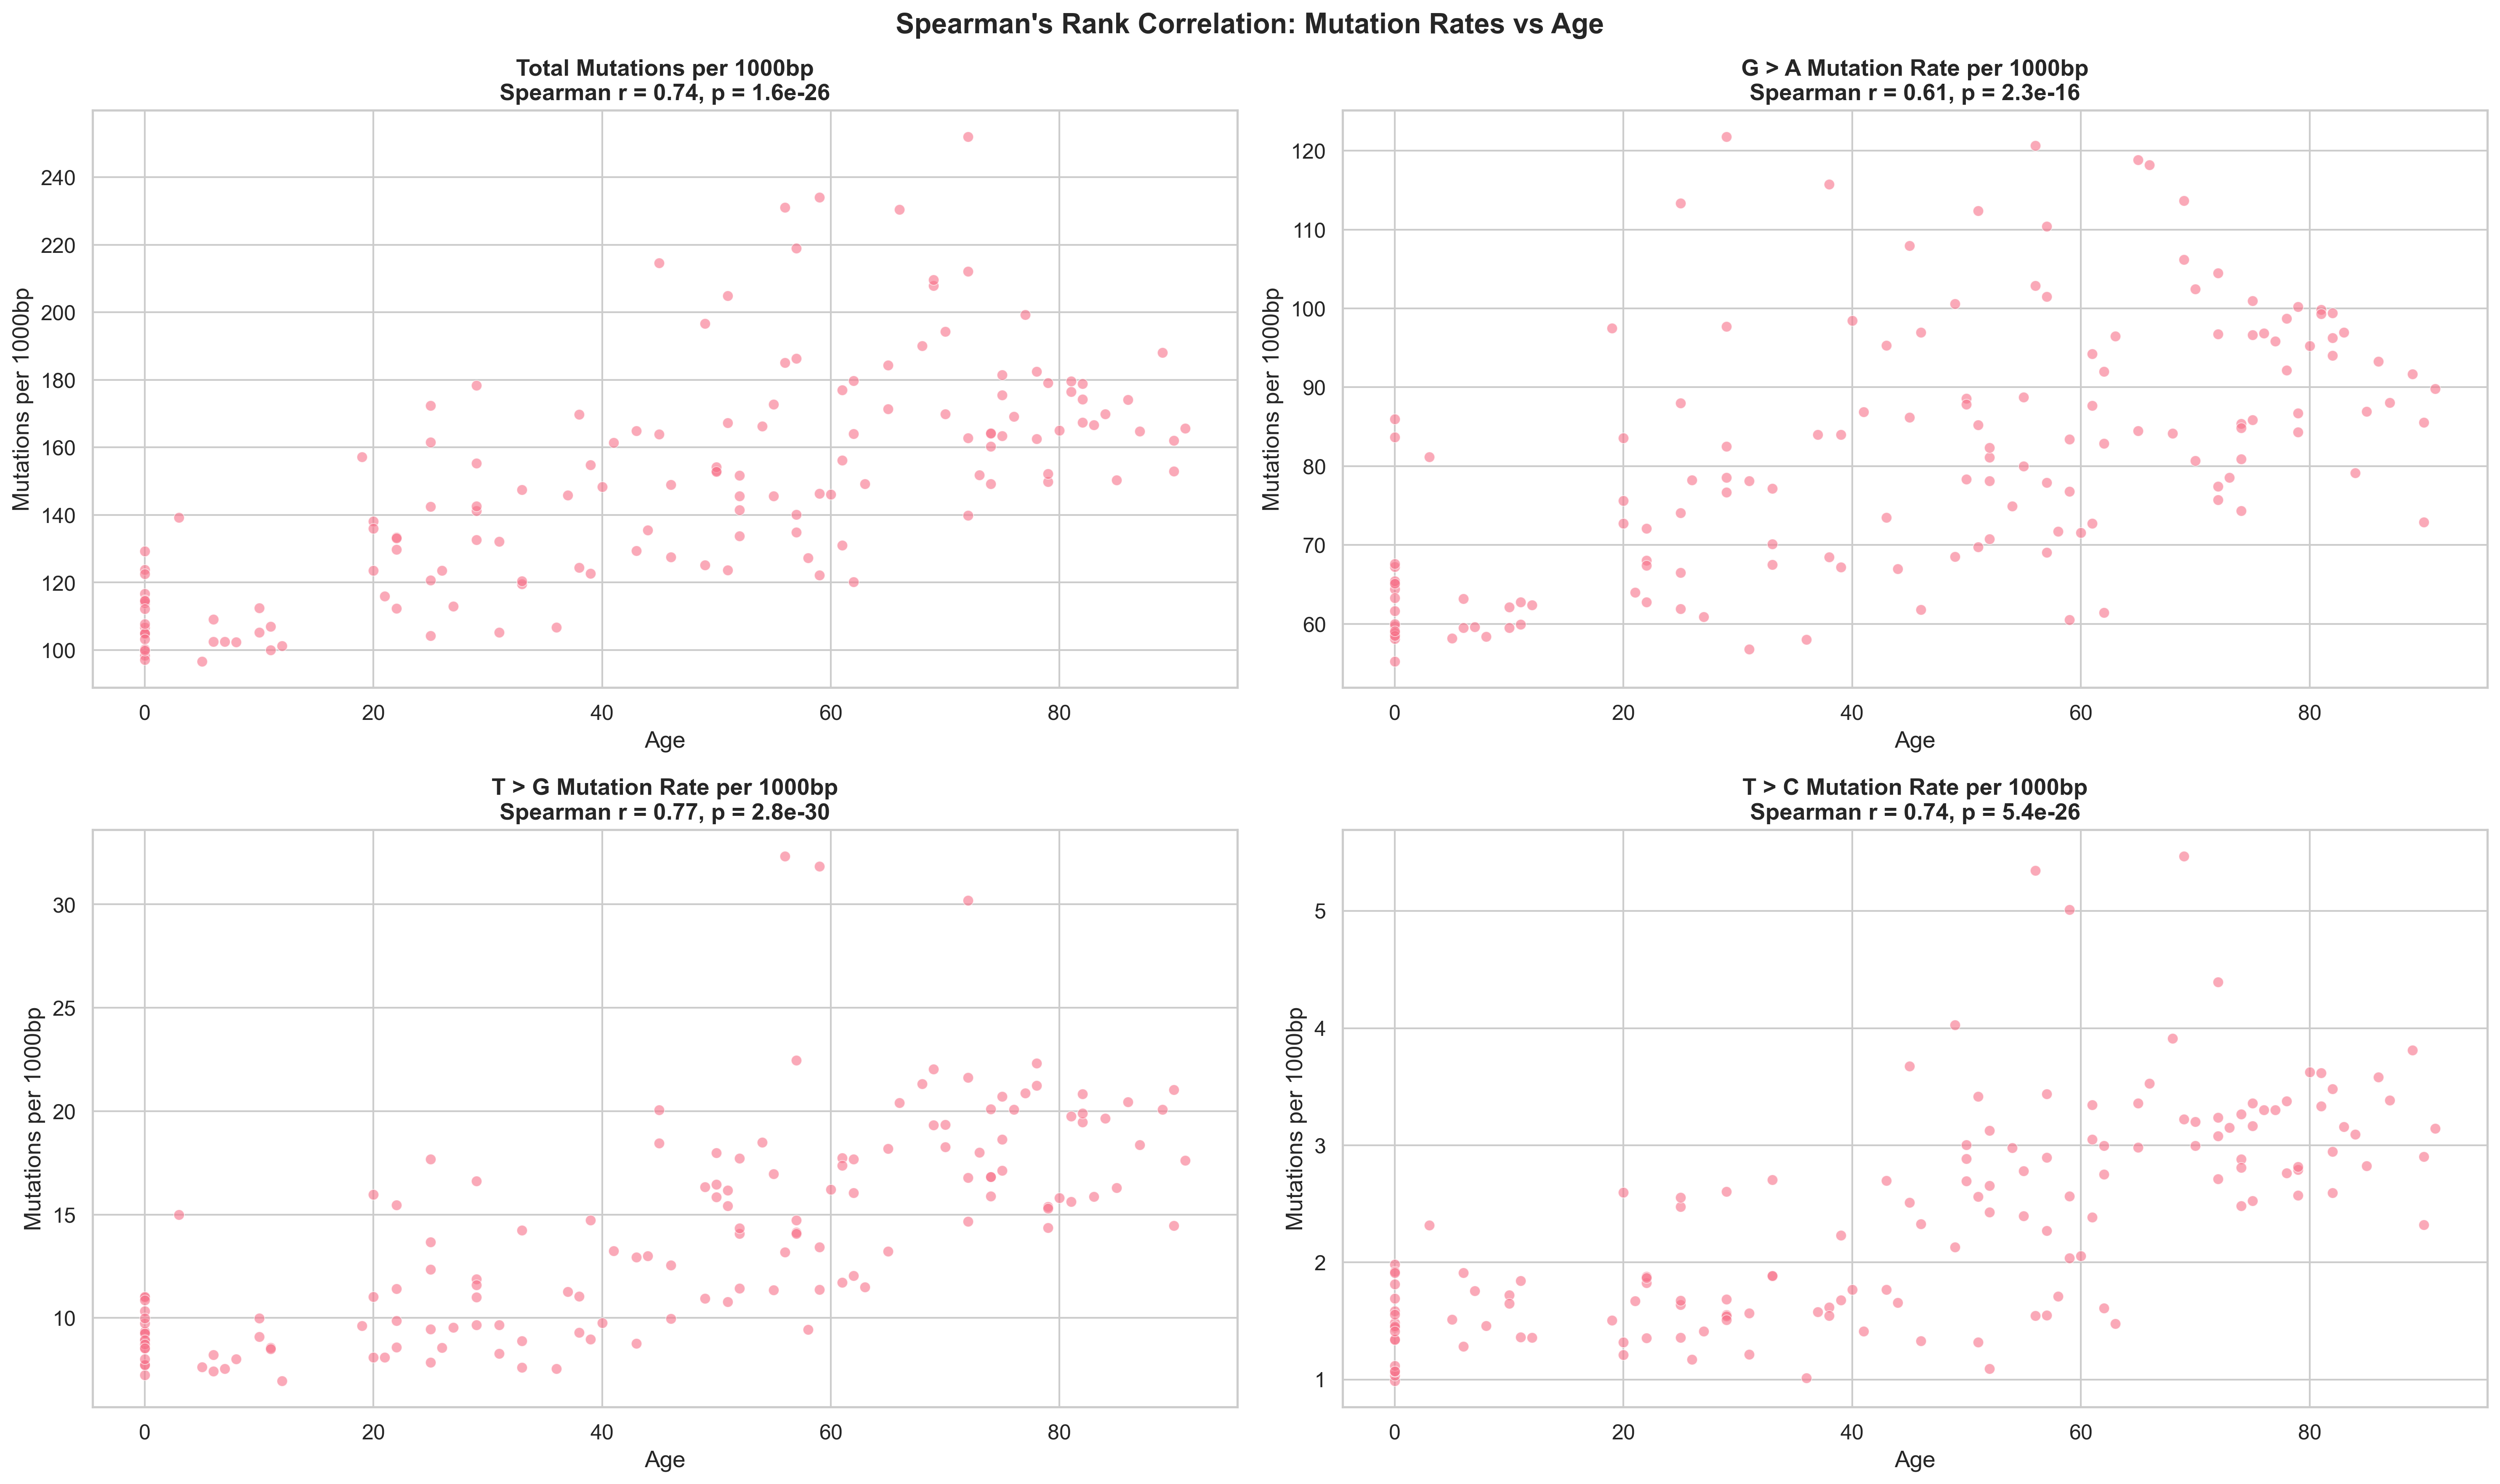 Spearman's Rank Correlation: Mutation Rates vs Age
Total Mutations per 1000bp
Spearman r = 0.74, p = 1.6e-26
Mutations per 1000bp
240
220
200
180
160
140
120
100
0 20 40 60 80
Age
G > A Mutation Rate per 1000bp
Spearman r = 0.61, p = 2.3e-16
Mutations per 1000bp
120
110
100
90
80
70
60
0 20 40 60 80
Age
T > G Mutation Rate per 1000bp
Spearman r = 0.77, p = 2.8e-30
Mutations per 1000bp
30
25
20
15
10
0 20 40 60 80
Age
T > C Mutation Rate per 1000bp
Spearman r = 0.74, p = 5.4e-26
Mutations per 1000bp
5
4
3
2
1
0 20 40 60 80
Age